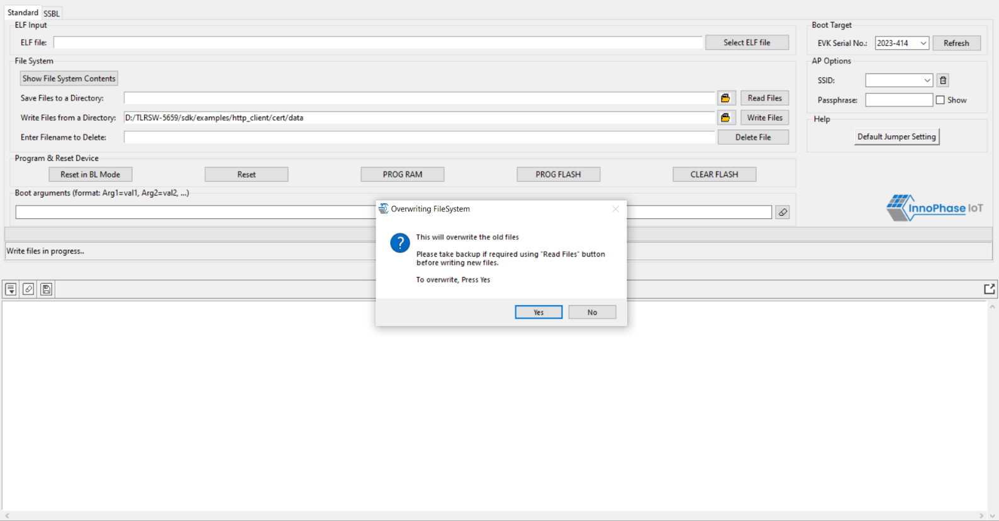 Standard SSBL
ELF Input
ELF file: Select ELF file
Boot Target
EVK Serial No.: 2023-414 Refresh
File System
Show File System Contents
Save Files to a Directory: Read Files
Write Files from a Directory: D:/TLRSW-5659/sdk/examples/http_client/cert/data Write Files
Enter Filename to Delete: Delete File
AP Options
SSID:
Passphrase: Show
Help
Default Jumper Setting
Program & Reset Device
Reset in BL Mode Reset PROG RAM PROG FLASH CLEAR FLASH
Boot arguments (format: Arg1=val1, Arg2=val2, ...)
InnoPhase IoT
Write files in progress..
Overwriting FileSystem
This will overwrite the old files
Please take backup if required using "Read Files" button
before writing new files.
To overwrite, Press Yes
Yes No